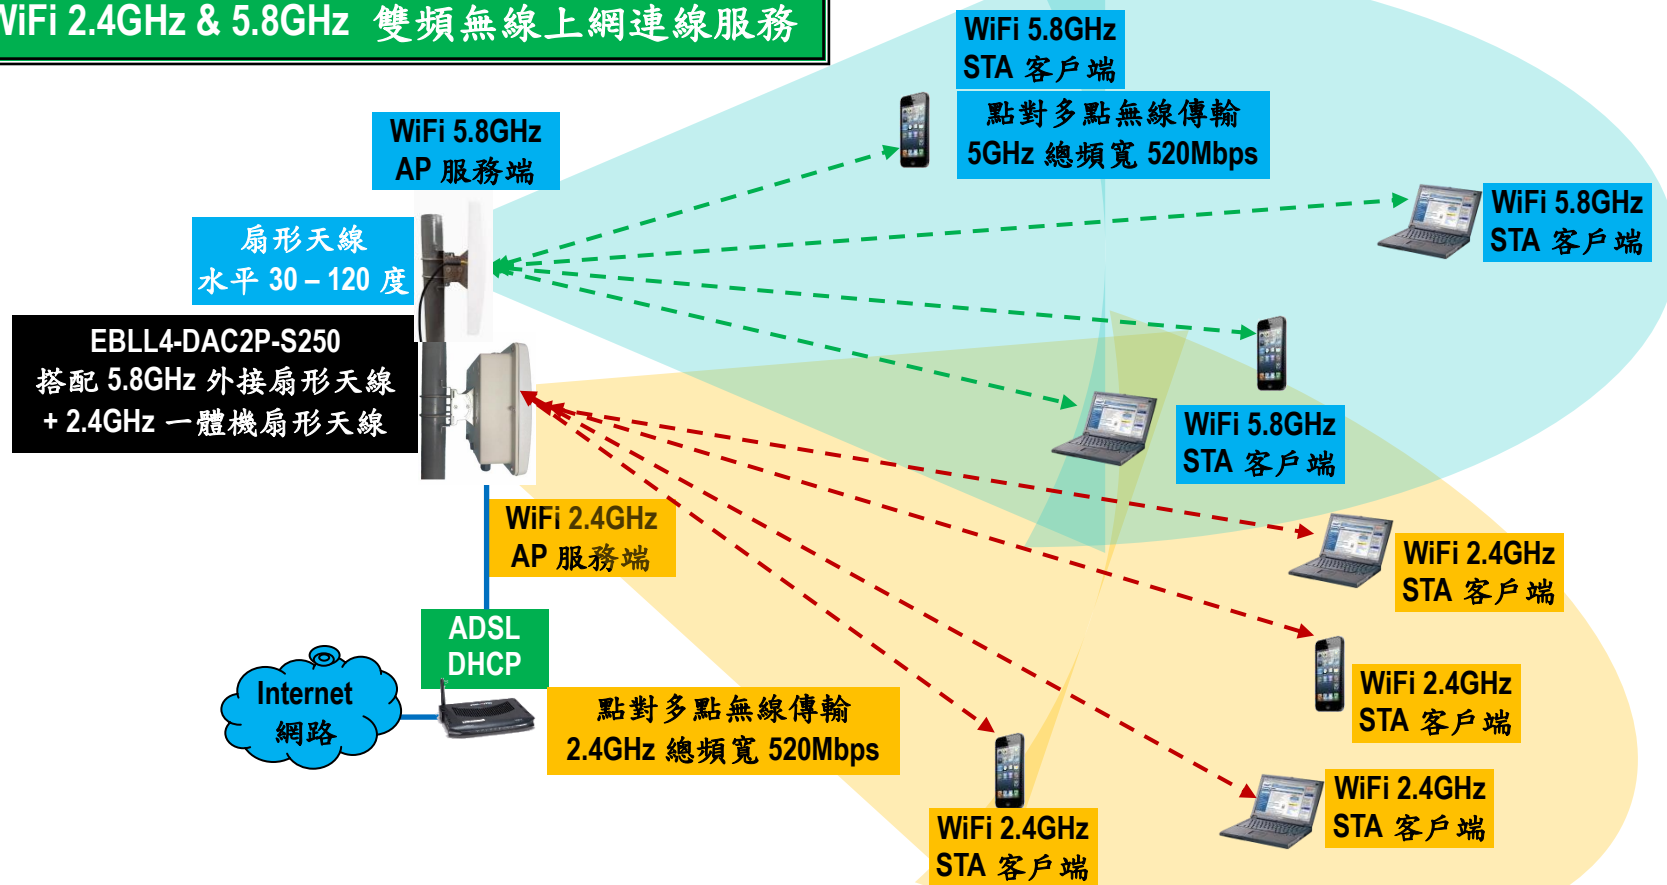 WiFi 2.4GHz & 5.8GHz 雙頻無線上網連線服務
WiFi 5.8GHz
STA 客戶端
點對多點無線傳輸
5GHz 總頻寬 520Mbps
WiFi 5.8GHz
AP 服務端
WiFi 5.8GHz
STA 客戶端
扇形天線
水平 30 – 120 度
EBLL4-DAC2P-S250
搭配 5.8GHz 外接扇形天線
+ 2.4GHz 一體機扇形天線
WiFi 5.8GHz
STA 客戶端
WiFi 2.4GHz
AP 服務端
WiFi 2.4GHz
STA 客戶端
ADSL
DHCP
Internet
網路
WiFi 2.4GHz
STA 客戶端
點對多點無線傳輸
2.4GHz 總頻寬 520Mbps
WiFi 2.4GHz
STA 客戶端
WiFi 2.4GHz
STA 客戶端